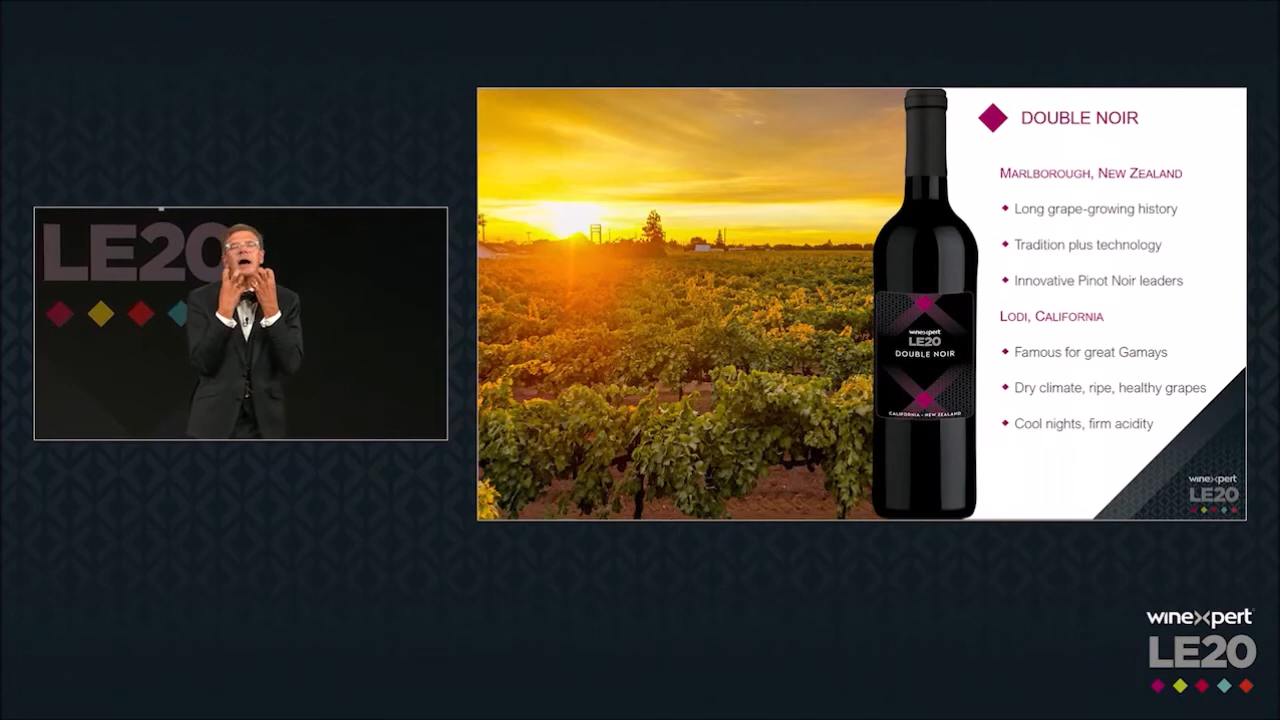 LE20
DOUBLE NOIR
MARLBOROUGH, NEW ZEALAND
Long grape-growing history
Tradition plus technology
Innovative Pinot Noir leaders
LODI, CALIFORNIA
Famous for great Gamays
Dry climate, ripe, healthy grapes
Cool nights, firm acidity
winexpert
LE20
DOUBLE NOIR
CALIFORNIA • NEW ZEALAND
winexpert
LE20
winexpert
LE20